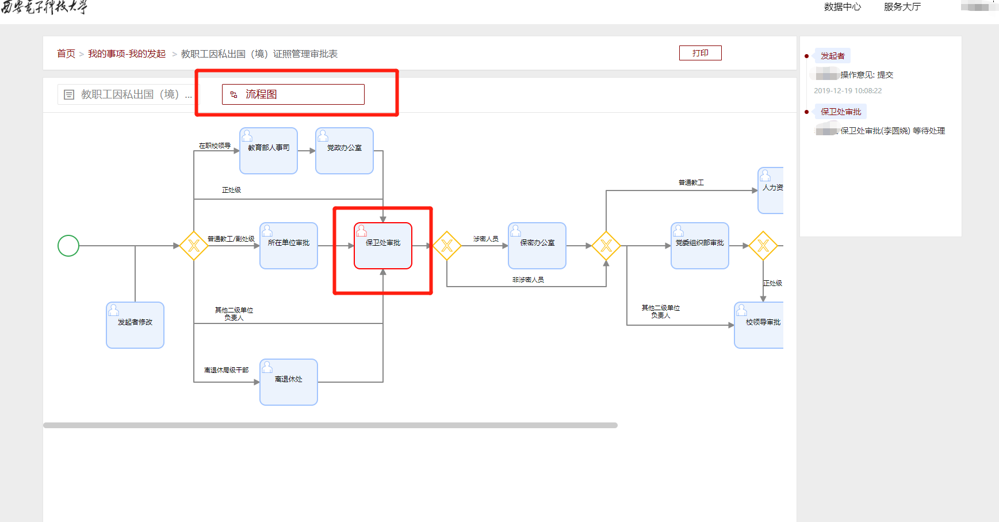 西安电子科技大学
数据中心
服务大厅
首页 > 我的事项-我的发起 > 教职工因私出国（境）证照管理审批表
打印
教职工因私出国（境）...
流程图
发起者
操作意见: 提交
2019-12-19 10:08:22
保卫处审批
保卫处审批(李圆娆) 等待处理
在职校领导
教育部人事司
党政办公室
正处级
普通教工
人力资
普通教工/副处级
所在单位审批
保卫处审批
涉密人员
保密办公室
党委组织部审批
非涉密人员
正处级
其他二级单位
负责人
其他二级单位
负责人
发起者修改
校领导审批
离退休局级干部
离退休处